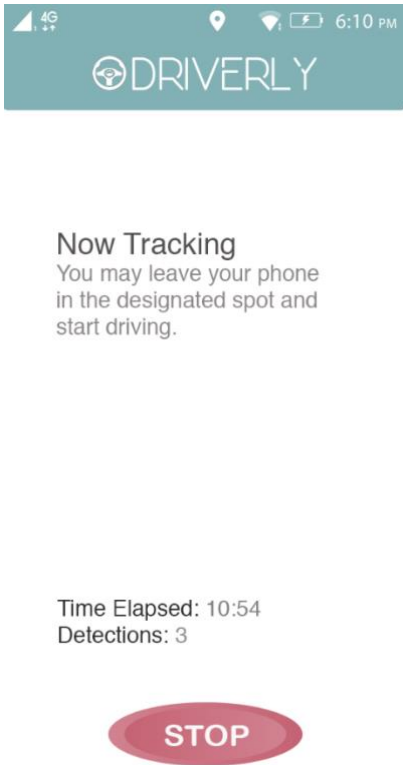 4G
6:10 PM
DRIVERLY
Now Tracking
You may leave your phone
in the designated spot and
start driving.
Time Elapsed: 10:54
Detections: 3
STOP